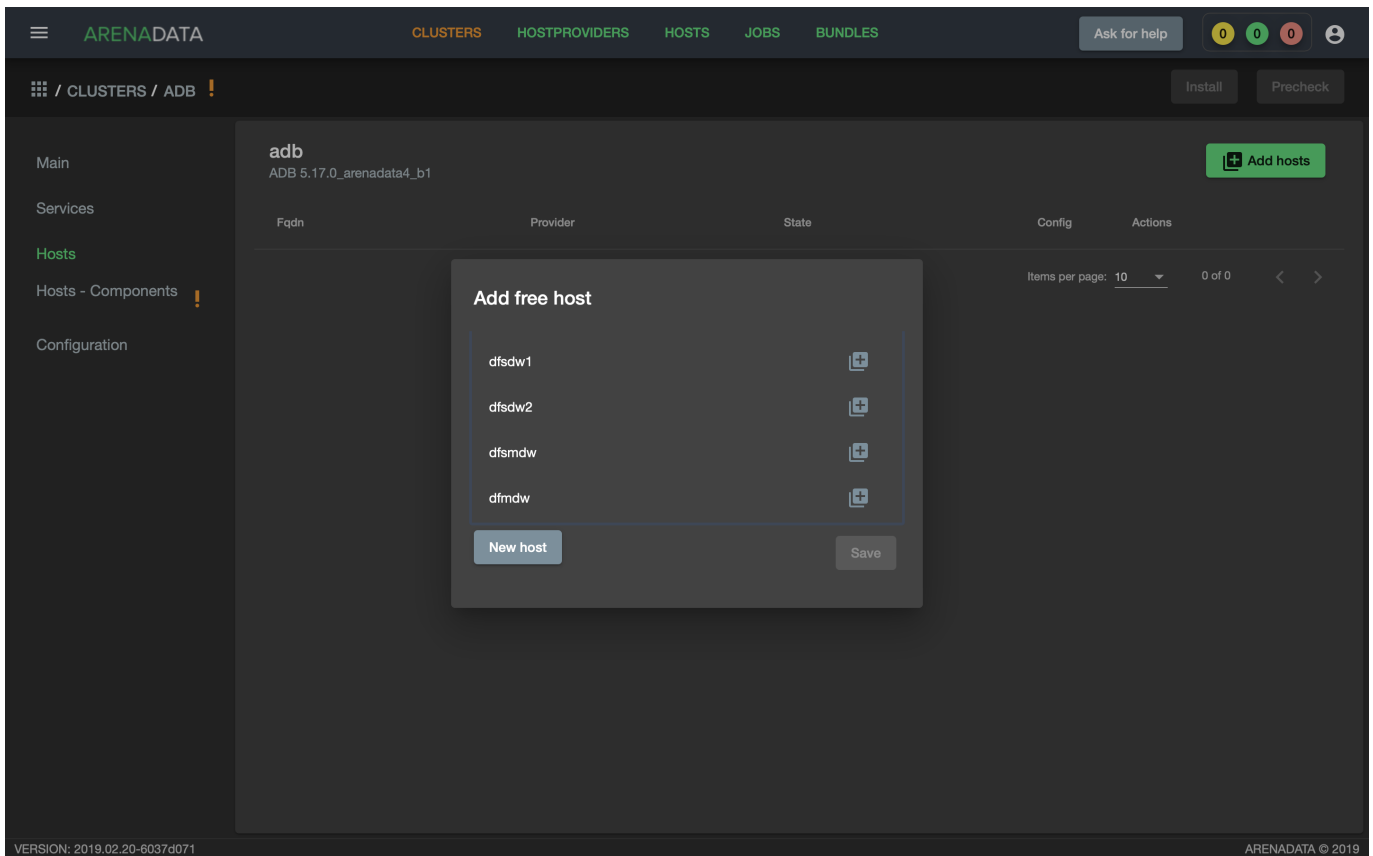 ARENADATA CLUSTERS HOSTPROVIDERS HOSTS JOBS BUNDLES Ask for help 0 0 0
/ CLUSTERS / ADB ! Install Precheck
Main
Services
Hosts
Hosts - Components !
Configuration
adb
ADB 5.17.0_arenadata4_b1
Add hosts
Fqdn Provider State Config Actions
Items per page: 10 0 of 0
Add free host
dfsdw1
dfsdw2
dfsmdw
dfmdw
New host Save
VERSION: 2019.02.20-6037d071 ARENADATA © 2019